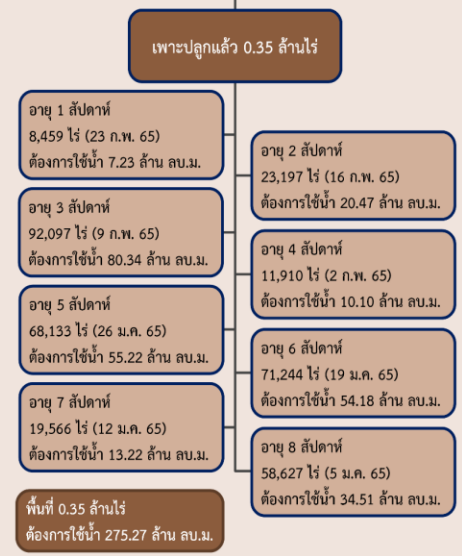 เพาะปลูกแล้ว 0.35 ล้านไร่
อายุ 1 สัปดาห์
8,459 ไร่ (23 ก.พ. 65)
ต้องการใช้น้ำ 7.23 ล้าน ลบ.ม.
อายุ 2 สัปดาห์
23,197 ไร่ (16 ก.พ. 65)
ต้องการใช้น้ำ 20.47 ล้าน ลบ.ม.
อายุ 3 สัปดาห์
92,097 ไร่ (9 ก.พ. 65)
ต้องการใช้น้ำ 80.34 ล้าน ลบ.ม.
อายุ 4 สัปดาห์
11,910 ไร่ (2 ก.พ. 65)
ต้องการใช้น้ำ 10.10 ล้าน ลบ.ม.
อายุ 5 สัปดาห์
68,133 ไร่ (26 ม.ค. 65)
ต้องการใช้น้ำ 55.22 ล้าน ลบ.ม.
อายุ 6 สัปดาห์
71,244 ไร่ (19 ม.ค. 65)
ต้องการใช้น้ำ 54.18 ล้าน ลบ.ม.
อายุ 7 สัปดาห์
19,566 ไร่ (12 ม.ค. 65)
ต้องการใช้น้ำ 13.22 ล้าน ลบ.ม.
อายุ 8 สัปดาห์
58,627 ไร่ (5 ม.ค. 65)
ต้องการใช้น้ำ 34.51 ล้าน ลบ.ม.
พื้นที่ 0.35 ล้านไร่
ต้องการใช้น้ำ 275.27 ล้าน ลบ.ม.